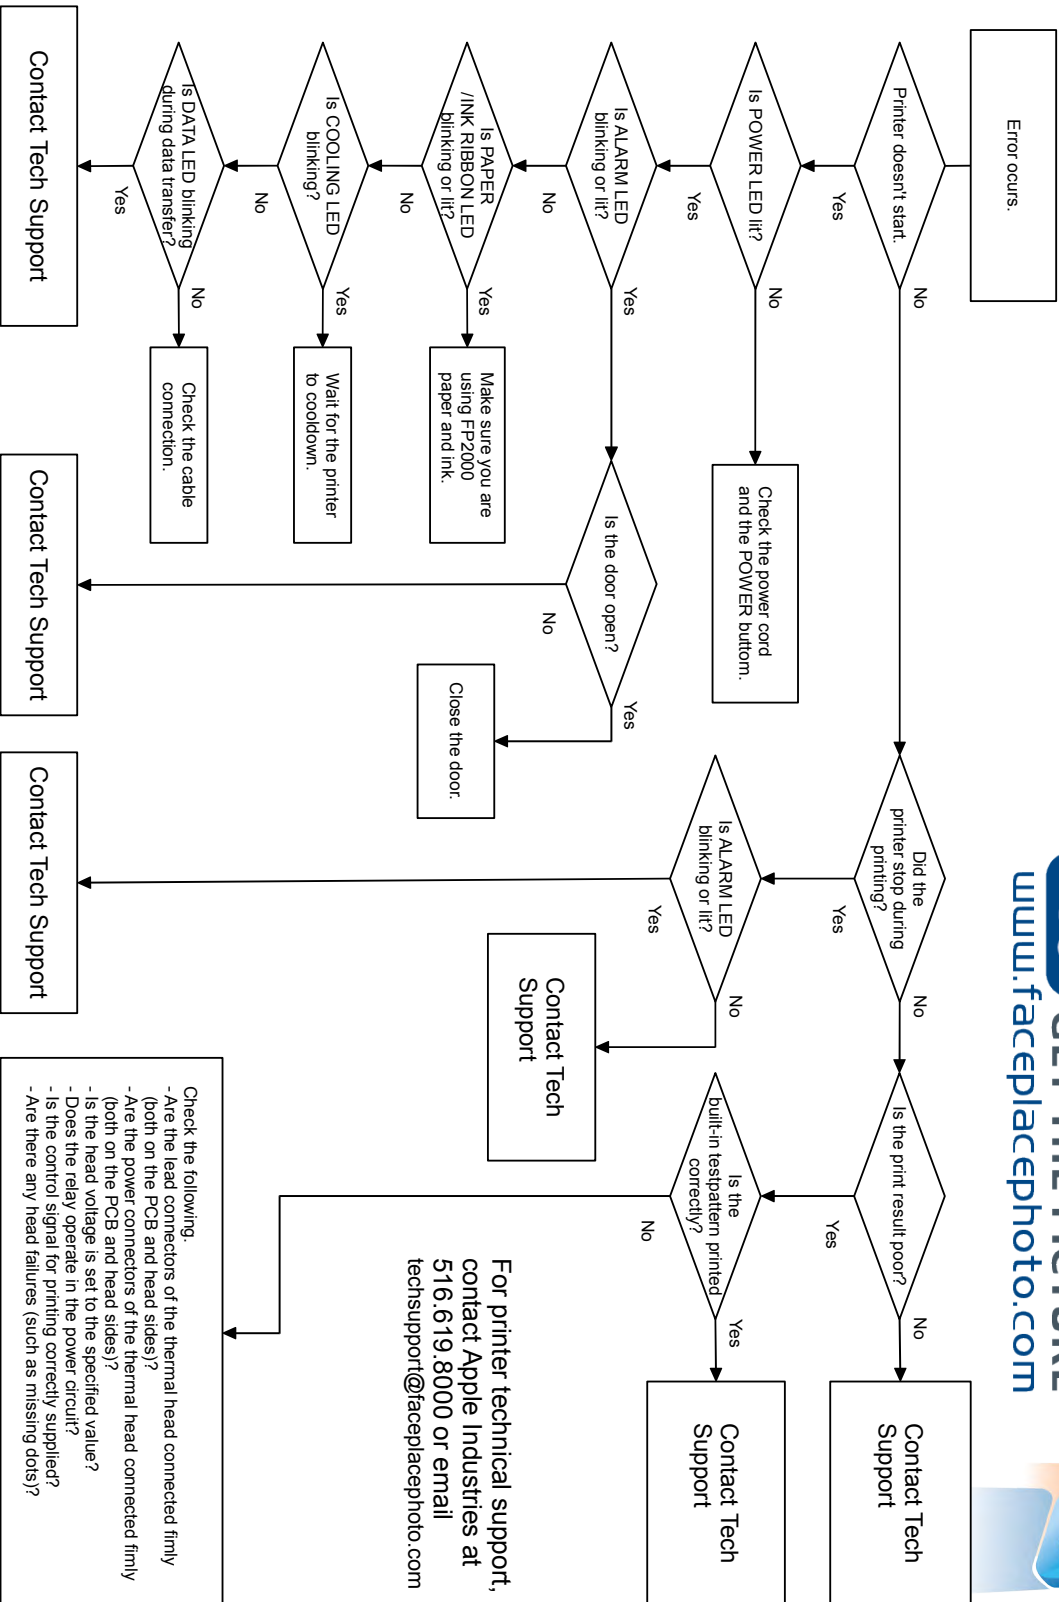 www.faceplacephoto.com
Error ocurs.
Printer doesn't start.
No
Yes
Did the
printer stop during
printing?
No
Yes
Is the print result poor?
No
Yes
Contact Tech
Support
Is POWER LED lit?
No
Yes
Check the power cord
and the POWER buttom.
Is ALARM LED
blinking or lit?
No
Yes
Contact Tech
Support
Is the
built-in testpattern printed
correctly?
Yes
No
Contact Tech
Support
Is ALARM LED
blinking or lit?
Yes
No
Is the door open?
Yes
No
Close the door.
Is PAPER
/INK RIBBON LED
blinking or lit?
Yes
No
Make sure you are
using FP2000
paper and ink.
Is COOLING LED
blinking?
Yes
No
Wait for the printer
to cooldown.
Is DATA LED blinking
during data transfer?
No
Yes
Check the cable
connection.
Contact Tech Support
Contact Tech Support
Contact Tech Support
For printer technical support,
contact Apple Industries at
516.619.8000 or email
techsupport@faceplacephoto.com
Check the following.
- Are the lead connectors of the thermal head connected fimly
(both on the PCB and head sides)?
- Are the power connectors of the thermal head connected fimly
(both on the PCB and head sides)?
- Is the head voltage is set to the specified value?
- Does the relay operate in the power circuit?
- Is the control signal for printing correctly supplied?
- Are there any head failures (such as missing dots)?